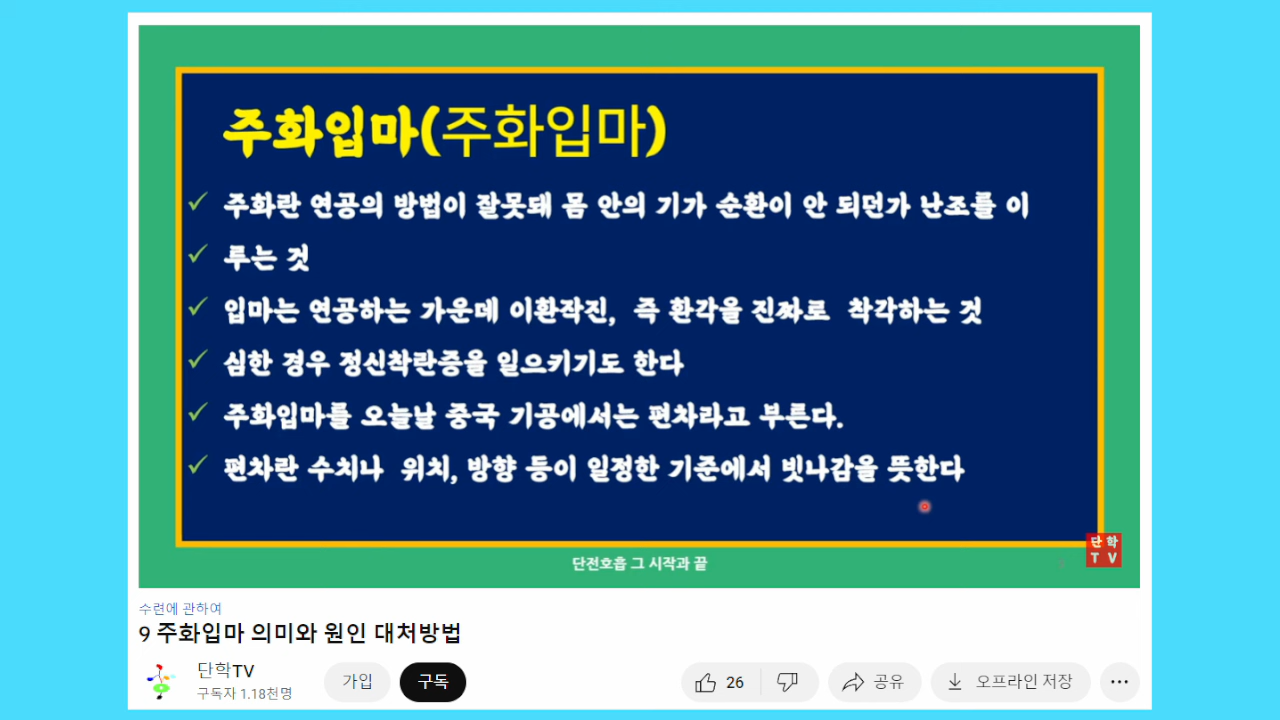 주화입마(주화입마)
주화란 연공의 방법이 잘못돼 몸 안의 기가 순환이 안 되던가 난조를 이
루는 것
입마는 연공하는 가운데 이환작진, 즉 환각을 진짜로 착각하는 것
심한 경우 정신착란증을 일으키기도 한다
주화입마를 오늘날 중국 기공에서는 편차라고 부른다.
편차란 수치나 위치, 방향 등이 일정한 기준에서 빗나감을 뜻한다
단학
TV
단전호흡 그 시작과 끝
수련에 관하여
9 주화입마 의미와 원인 대처방법
단학TV
구독자 1.18천명
가입
구독
26
공유
오프라인 저장